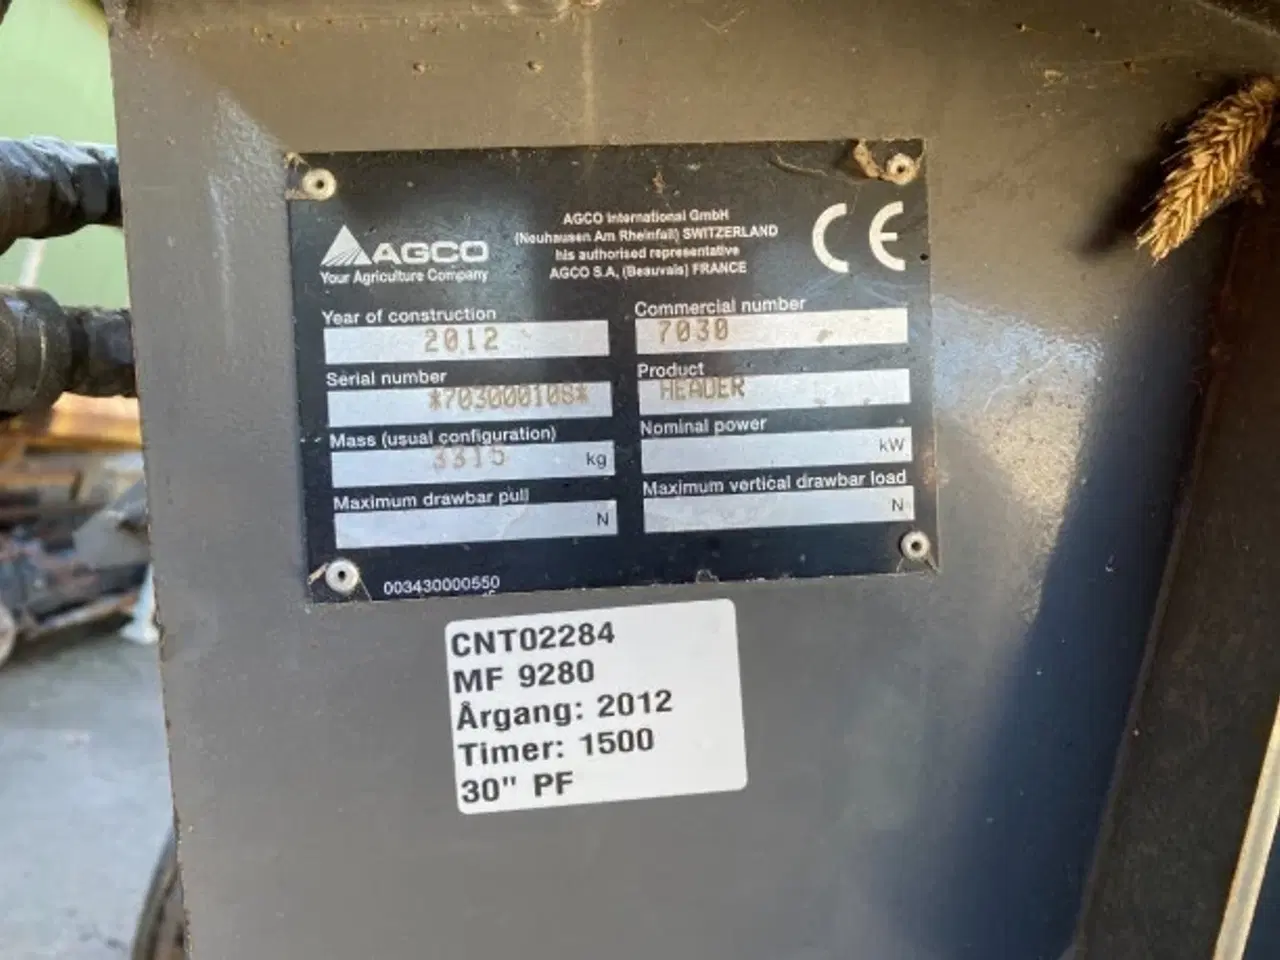 AGCO
Your Agriculture Company
AGCO International GmbH
(Neuhausen Am Rheinfall) SWITZERLAND
his authorised representative
AGCO S.A, (Beauvais) FRANCE
CE
Year of construction
2012
Commercial number
7030
Serial number
*70300010S*
Product
HEADER
Mass (usual configuration)
3315 kg
Nominal power
kW
Maximum drawbar pull
N
Maximum vertical drawbar load
N
003430000550
CNT02284
MF 9280
Årgang: 2012
Timer: 1500
30" PF